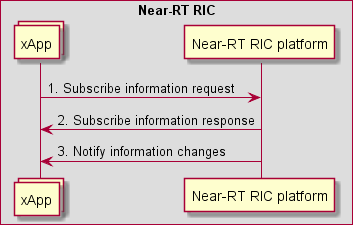 Near-RT RIC
xApp
Near-RT RIC platform
1. Subscribe information request
2. Subscribe information response
3. Notify information changes
xApp
Near-RT RIC platform